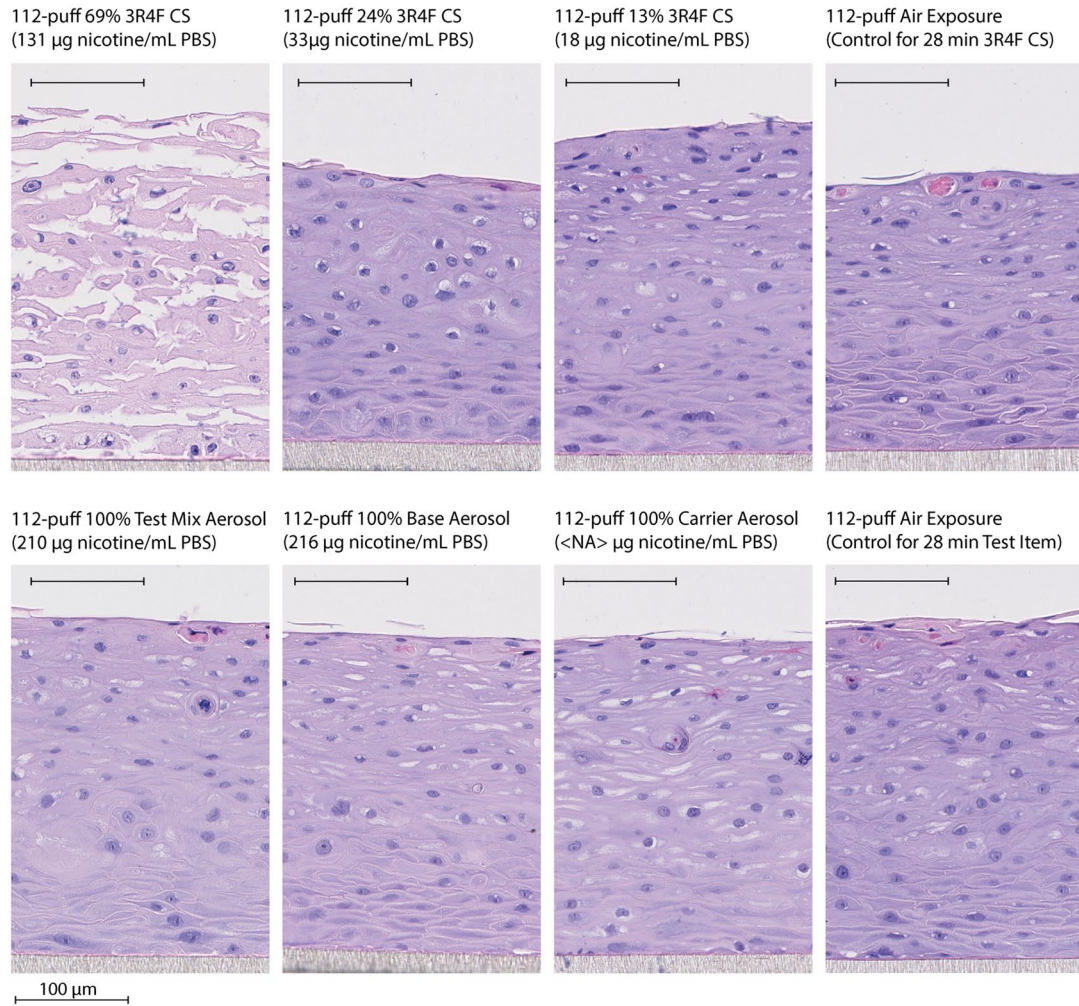 112-puff 69% 3R4F CS
(131 µg nicotine/mL PBS)
112-puff 24% 3R4F CS
(33µg nicotine/mL PBS)
112-puff 13% 3R4F CS
(18 µg nicotine/mL PBS)
112-puff Air Exposure
(Control for 28 min 3R4F CS)
112-puff 100% Test Mix Aerosol
(210 µg nicotine/mL PBS)
112-puff 100% Base Aerosol
(216 µg nicotine/mL PBS)
112-puff 100% Carrier Aerosol
(<NA> µg nicotine/mL PBS)
112-puff Air Exposure
(Control for 28 min Test Item)
100 µm